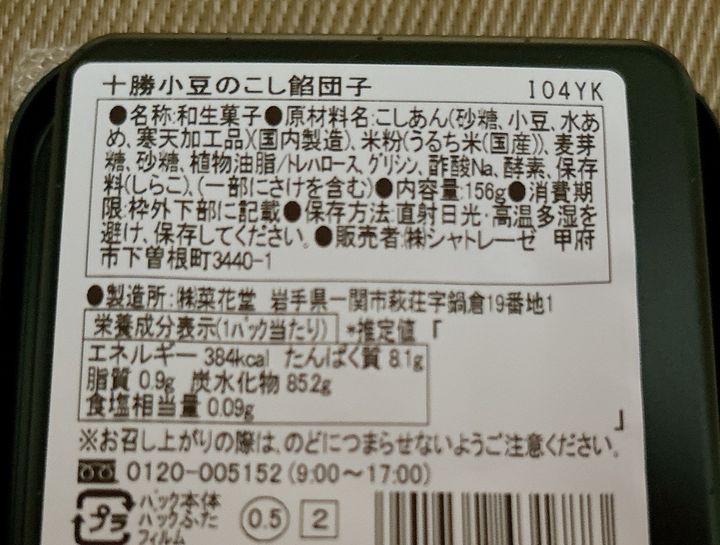 十勝小豆のこし餡団子 104YK
●名称:和生菓子●原材料名:こしあん(砂糖、小豆、水あ
め、寒天加工品)(国内製造)、米粉(うるち米(国産))、麦芽
糖、砂糖、植物油脂/トレハロース、グリシン、酢酸Na、酵素、保存
料(しらこ)、(一部にさけを含む)●内容量:156g●消費期
限:枠外下部に記載●保存方法:直射日光・高温多湿を
避け、保存してください。●販売者:㈱シャトレーゼ 甲府
市下曽根町3440-1
●製造所:㈱菜花堂 岩手県一関市萩荘字鍋倉19番地1
栄養成分表示(1パック当たり) *推定値 「
エネルギー 384kcal たんぱく質 8.1g
脂質 0.9g 炭水化物 85.2g
食塩相当量 0.09g
」
※お召し上がりの際は、のどにつまらせないようご注意ください。
0120-005152(9:00～17:00)
プラ パック本体
パックふた
フィルム
0.5 2